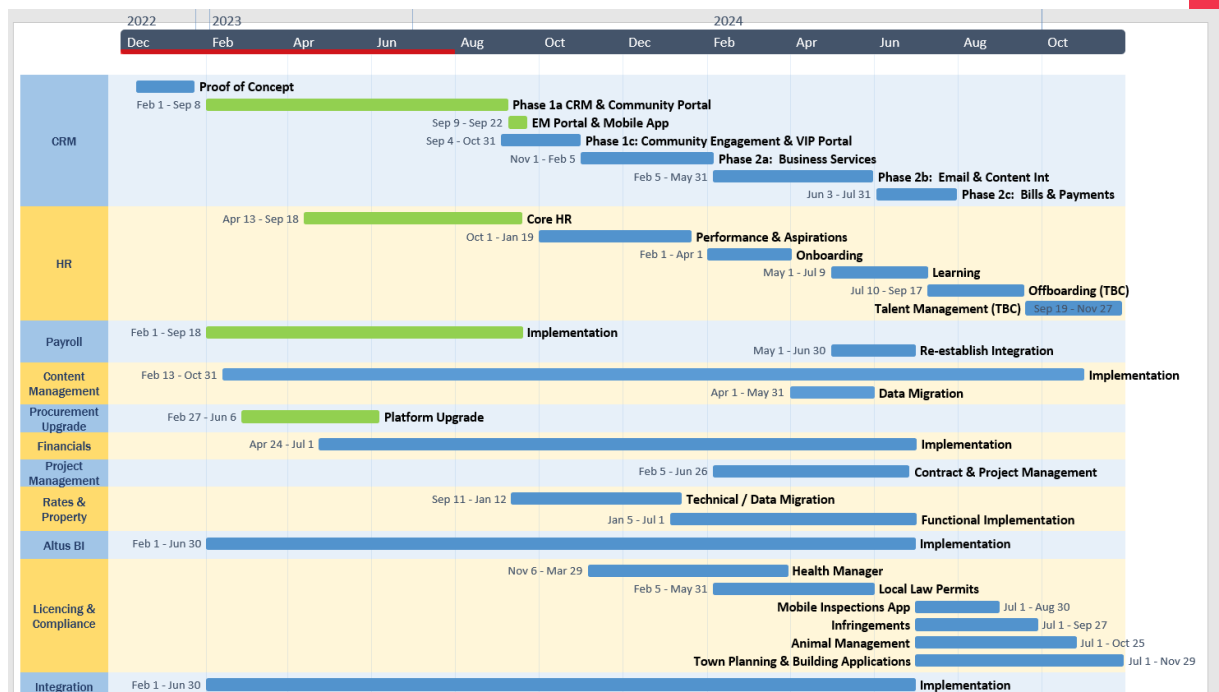 2022 2023 2024
Dec Feb Apr Jun Aug Oct Dec Feb Apr Jun Aug Oct
CRM
Proof of Concept
Feb 1 - Sep 8 Phase 1a CRM & Community Portal
Sep 9 - Sep 22 EM Portal & Mobile App
Sep 4 - Oct 31 Phase 1c: Community Engagement & VIP Portal
Nov 1 - Feb 5 Phase 2a: Business Services
Feb 5 - May 31 Phase 2b: Email & Content Int
Jun 3 - Jul 31 Phase 2c: Bills & Payments
HR
Apr 13 - Sep 18 Core HR
Oct 1 - Jan 19 Performance & Aspirations
Feb 1 - Apr 1 Onboarding
May 1 - Jul 9 Learning
Jul 10 - Sep 17 Offboarding (TBC)
Talent Management (TBC) Sep 19 - Nov 27
Payroll
Feb 1 - Sep 18 Implementation
May 1 - Jun 30 Re-establish Integration
Content
Management
Feb 13 - Oct 31 Implementation
Apr 1 - May 31 Data Migration
Procurement
Upgrade
Feb 27 - Jun 6 Platform Upgrade
Financials
Apr 24 - Jul 1 Implementation
Project
Management
Feb 5 - Jun 26 Contract & Project Management
Rates &
Property
Sep 11 - Jan 12 Technical / Data Migration
Jan 5 - Jul 1 Functional Implementation
Altus BI
Feb 1 - Jun 30 Implementation
Licencing &
Compliance
Nov 6 - Mar 29 Health Manager
Feb 5 - May 31 Local Law Permits
Mobile Inspections App Jul 1 - Aug 30
Infringements Jul 1 - Sep 27
Animal Management Jul 1 - Oct 25
Town Planning & Building Applications Jul 1 - Nov 29
Integration
Feb 1 - Jun 30 Implementation